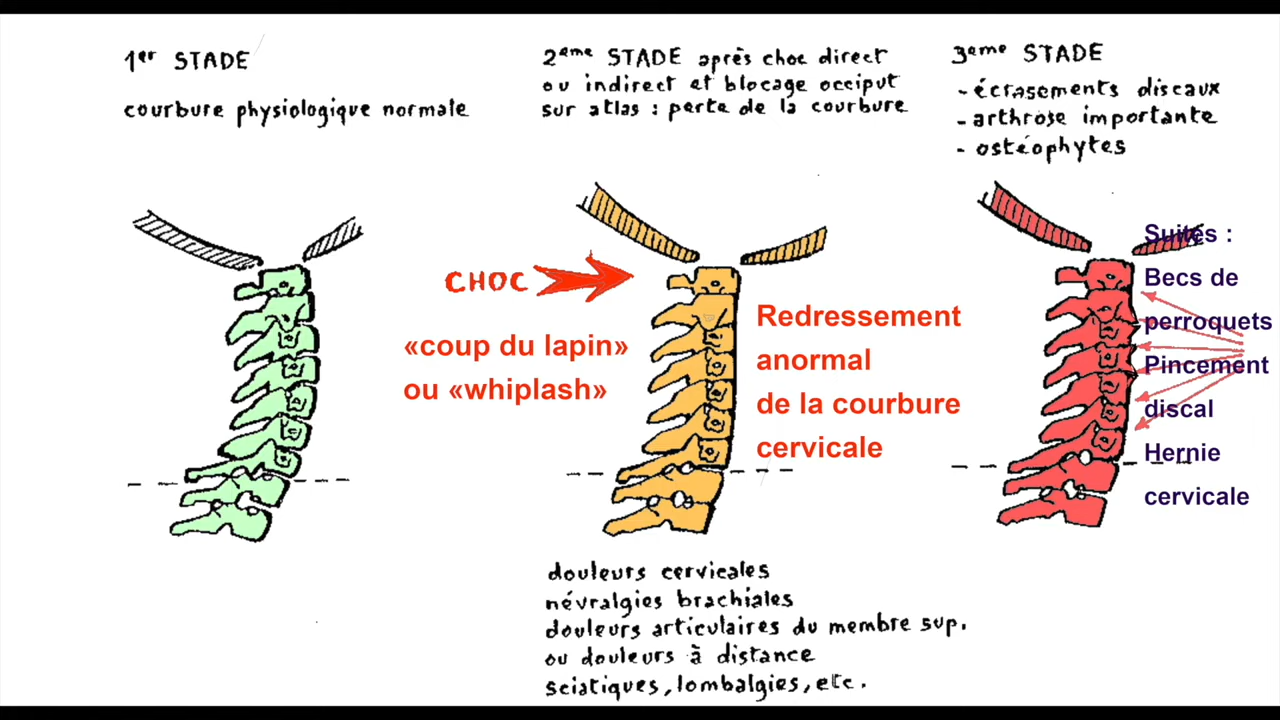 1er STADE
courbure physiologique normale
2ème STADE après choc direct
ou indirect et blocage occiput
sur atlas : perte de la courbure
3eme STADE
- écrasements discaux
- arthrose importante
- ostéophytes
CHOC
«coup du lapin»
ou «whiplash»
Redressement
anormal
de la courbure
cervicale
Suites :
Becs de
perroquets
Pincement
discal
Hernie
cervicale
douleurs cervicales
névralgies brachiales
douleurs articulaires du membre sup.
ou douleurs à distance
sciatiques, lombalgies, etc.